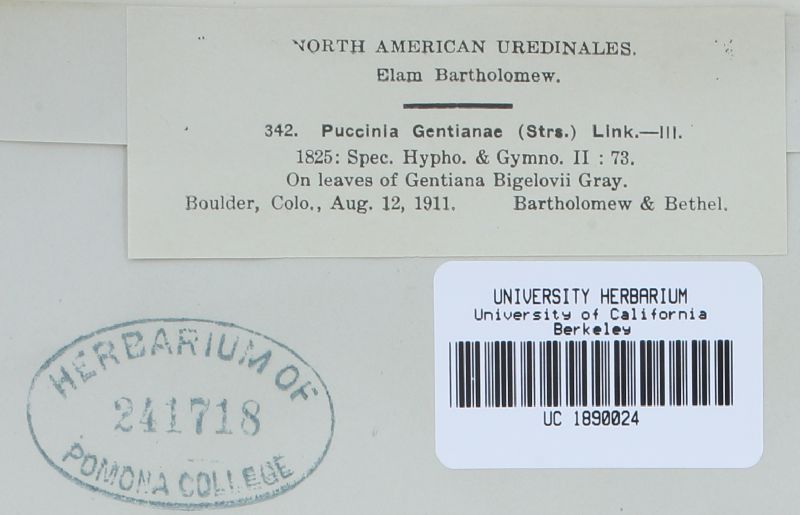 NORTH AMERICAN UREDINALES.
Elam Bartholomew.
342. Puccinia Gentianae (Strs.) Link.—III.
1825: Spec. Hypho. & Gymno. II : 73.
On leaves of Gentiana Bigelovii Gray.
Boulder, Colo., Aug. 12, 1911. Bartholomew & Bethel.
UNIVERSITY HERBARIUM
University of California
Berkeley
UC 1890024
HERBARIUM OF
241718
POMONA COLLEGE